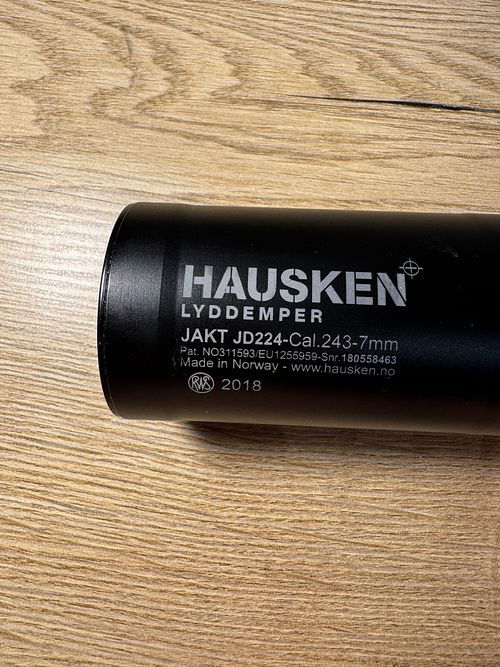 HAUSKEN
LYDDEMPER
JAKT JD224-Cal.243-7mm
Pat. NO311593/EU1255959-Snr.180558463
Made in Norway - www.hausken.no
RWS 2018